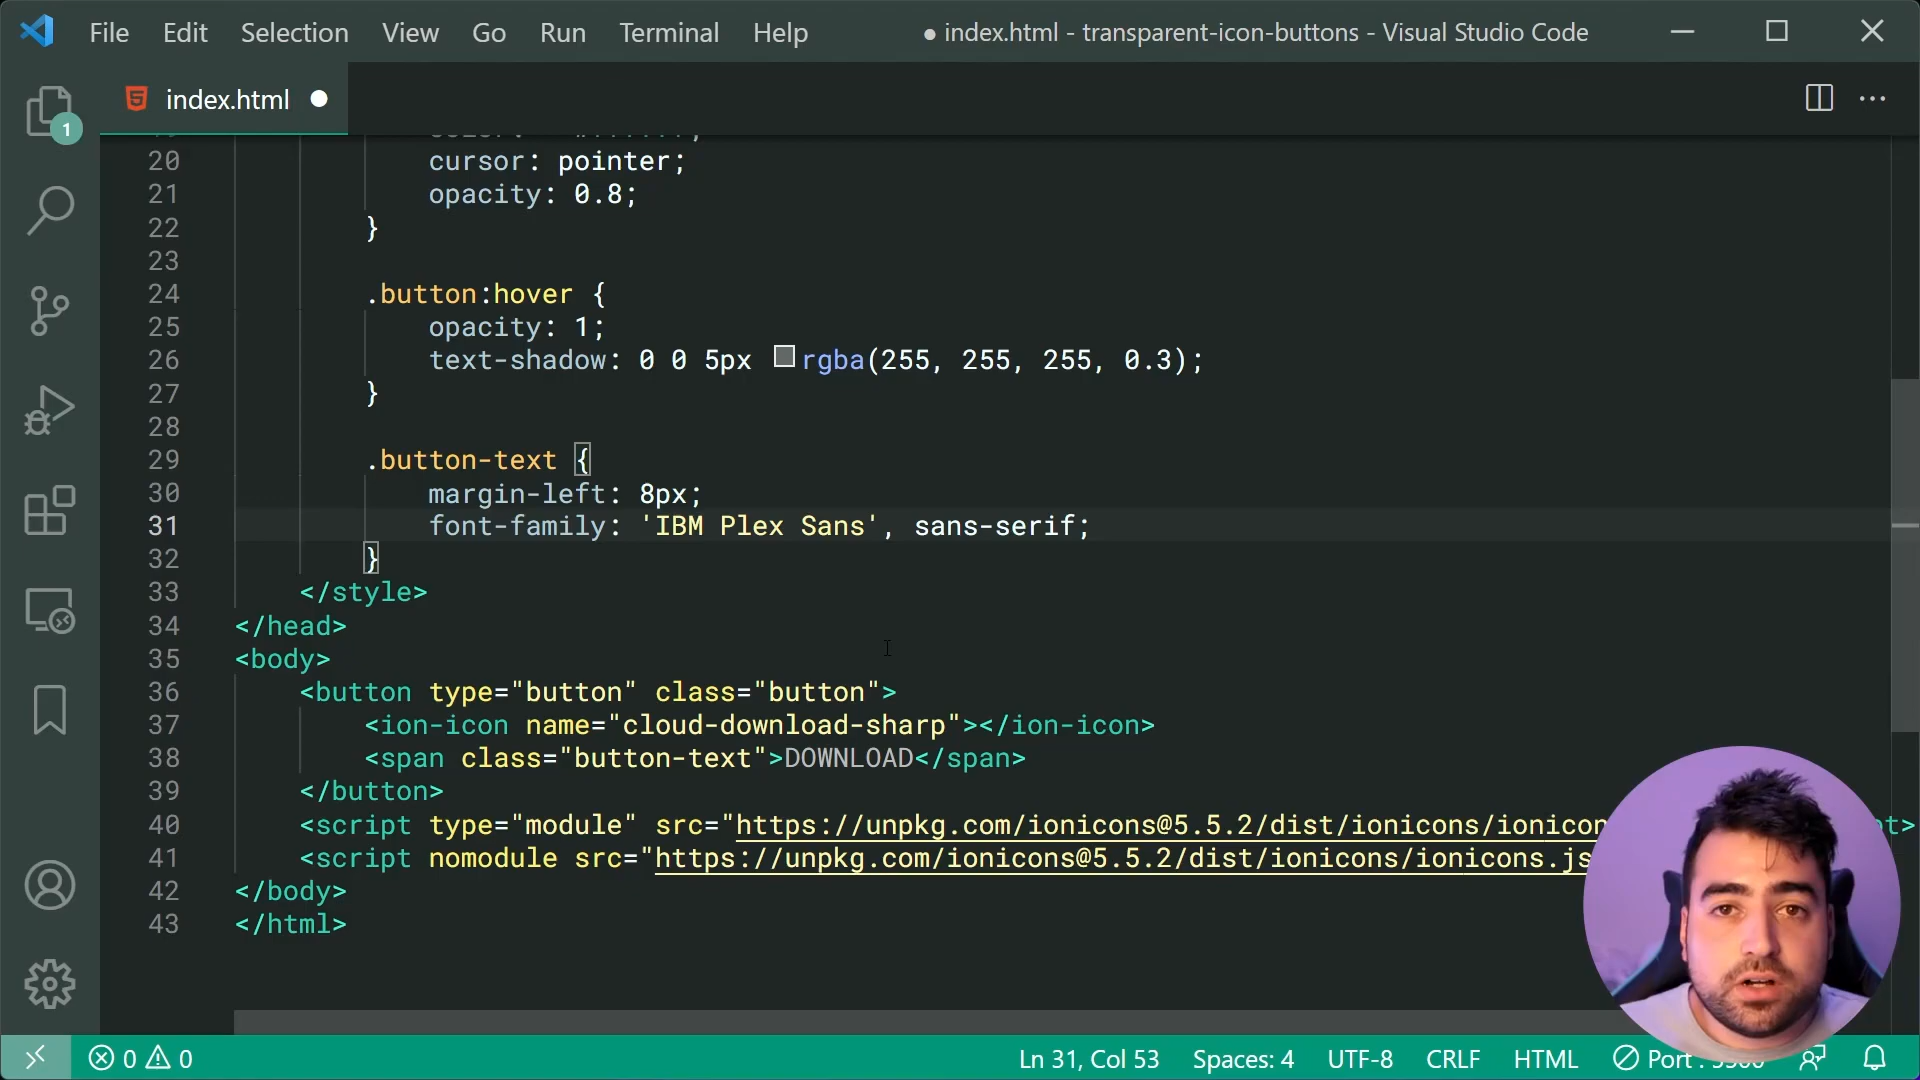 File Edit Selection View Go Run Terminal Help ● index.html - transparent-icon-buttons - Visual Studio Code
index.html
1
20 cursor: pointer;
21 opacity: 0.8;
22 }
23
24 .button:hover {
25 opacity: 1;
26 text-shadow: 0 0 5px rgba(255, 255, 255, 0.3);
27 }
28
29 .button-text {
30 margin-left: 8px;
31 font-family: 'IBM Plex Sans', sans-serif;
32 }
33 </style>
34 </head>
35 <body>
36 <button type="button" class="button">
37 <ion-icon name="cloud-download-sharp"></ion-icon>
38 <span class="button-text">DOWNLOAD</span>
39 </button>
40 <script type="module" src="https://unpkg.com/ionicons@5.5.2/dist/ionicons/ionicon
41 <script nomodule src="https://unpkg.com/ionicons@5.5.2/dist/ionicons/ionicons.js
42 </body>
43 </html>
0 0 Ln 31, Col 53 Spaces: 4 UTF-8 CRLF HTML Port :